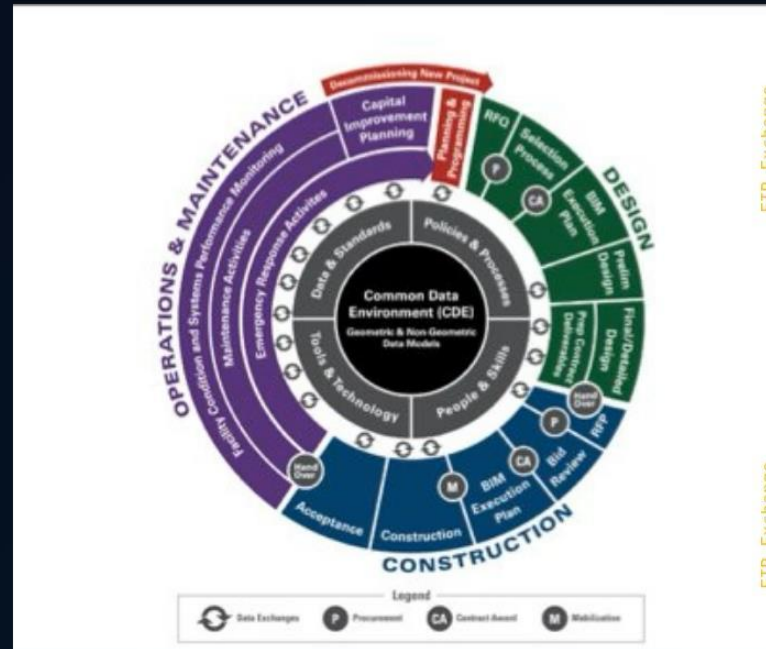 Decommissioning New Project
OPERATIONS & MAINTENANCE
Facility Condition and Systems Performance Monitoring
Maintenance Activities
Emergency Response Activites
Capital
Improvement
Planning
Planning &
Programming
DESIGN
RFQ
P
Selection
Process
CA
BIM
Execution
Plan
Prelim
Design
Final/Detailed
Design
Prep Contract
Deliverables
Hand
Over
CONSTRUCTION
RFP
P
Bid
Review
CA
BIM
Execution
Plan
M
Construction
Acceptance
Hand
Over
Data & Standards
Policies & Processes
Tools & Technology
People & Skills
Common Data
Environment (CDE)
Geometric & Non-Geometric
Data Models
Legend
Data Exchanges
P Procurement
CA Contract Award
M Mobilization